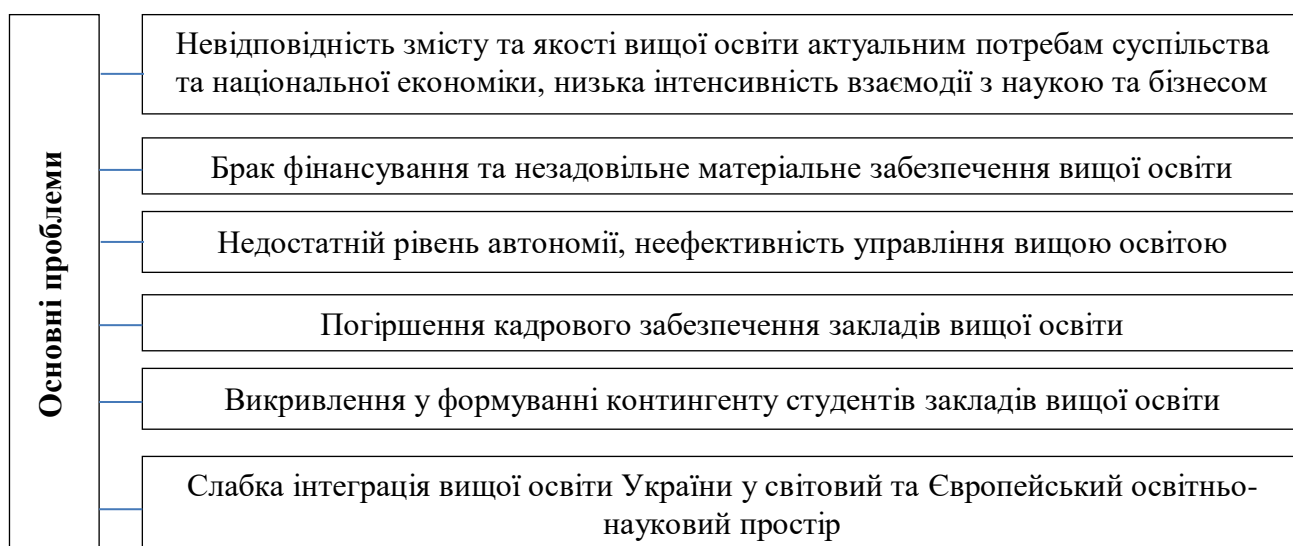 Основні проблеми
Невідповідність змісту та якості вищої освіти актуальним потребам суспільства
та національної економіки, низька інтенсивність взаємодії з наукою та бізнесом
Брак фінансування та незадовільне матеріальне забезпечення вищої освіти
Недостатній рівень автономії, неефективність управління вищою освітою
Погіршення кадрового забезпечення закладів вищої освіти
Викривлення у формуванні контингенту студентів закладів вищої освіти
Слабка інтеграція вищої освіти України у світовий та Європейський освітньо-
науковий простір